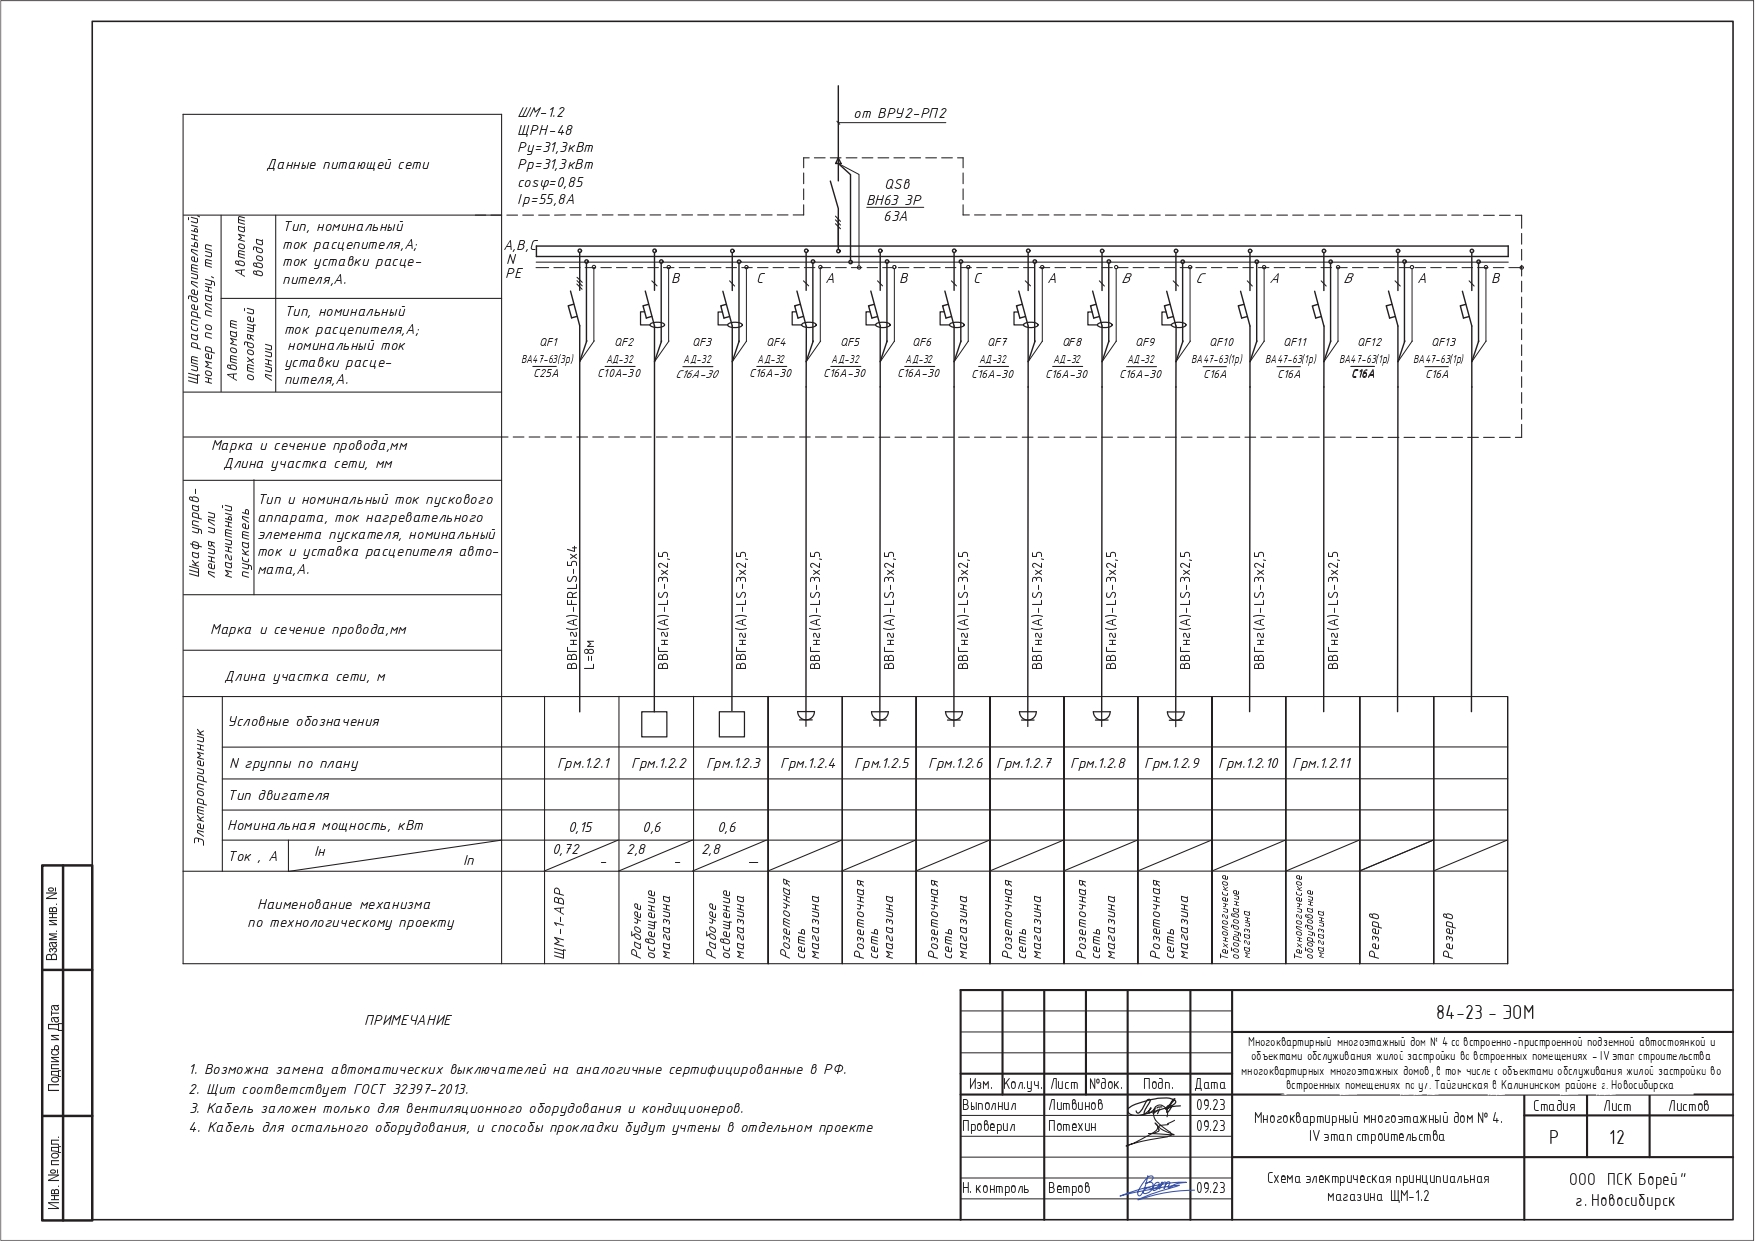 ШМ-1.2
ЩРН-48
Ру=31,3кВт
Рр=31,3кВт
cosφ=0,85
Iр=55,8А
от ВРУ2-РП2
QSв
ВН63 3Р
63А
Данные питающей сети
Щит распределительный,
номер по плану, тип
Автомат
ввода
Тип, номинальный
ток расцепителя,А;
ток уставки расце-
пителя,А.
Автомат
отходящей
линии
Тип, номинальный
ток расцепителя,А;
номинальный ток
уставки расце-
пителя,А.
A,B,C
N
PE
B C A B C A B C A B A B
QF1 QF2 QF3 QF4 QF5 QF6 QF7 QF8 QF9 QF10 QF11 QF12 QF13
ВА47-63(3р) АД-32 АД-32 АД-32 АД-32 АД-32 АД-32 АД-32 АД-32 ВА47-63(1р) ВА47-63(1р) ВА47-63(1р) ВА47-63(1р)
С25А С10А-30 С16А-30 С16А-30 С16А-30 С16А-30 С16А-30 С16А-30 С16А-30 С16А С16А С16А С16А
Марка и сечение провода,мм
Длина участка сети, мм
Шкаф управ-
ления или
магнитный
пускатель
Тип и номинальный ток пускового
аппарата, ток нагревательного
элемента пускателя, номинальный
ток и уставка расцепителя авто-
мата,А.
Марка и сечение провода,мм
Длина участка сети, м
ВВГнг(А)-FRLS-5х4
L=8м
ВВГнг(А)-LS-3х2,5
ВВГнг(А)-LS-3х2,5
ВВГнг(А)-LS-3х2,5
ВВГнг(А)-LS-3х2,5
ВВГнг(А)-LS-3х2,5
ВВГнг(А)-LS-3х2,5
ВВГнг(А)-LS-3х2,5
ВВГнг(А)-LS-3х2,5
ВВГнг(А)-LS-3х2,5
ВВГнг(А)-LS-3х2,5
Электроприемник
Условные обозначения
N группы по плану
Грм.1.2.1 Грм.1.2.2 Грм.1.2.3 Грм.1.2.4 Грм.1.2.5 Грм.1.2.6 Грм.1.2.7 Грм.1.2.8 Грм.1.2.9 Грм.1.2.10 Грм.1.2.11
Тип двигателя
Номинальная мощность, кВт
0,15 0,6 0,6
Ток , А
Iн
Iп
0,72 - 2,8 - 2,8 —
Наименование механизма
по технологическому проекту
ЩМ-1-АВР
Рабочее
освещение
магазина
Рабочее
освещение
магазина
Розеточная
сеть
магазина
Розеточная
сеть
магазина
Розеточная
сеть
магазина
Розеточная
сеть
магазина
Розеточная
сеть
магазина
Розеточная
сеть
магазина
Технологическое
оборудование
магазина
Технологическое
оборудование
магазина
Резерв
Резерв
ПРИМЕЧАНИЕ
1. Возможна замена автоматических выключателей на аналогичные сертифицированные в РФ.
2. Щит соответствует ГОСТ 32397-2013.
3. Кабель заложен только для вентиляционного оборудования и кондиционеров.
4. Кабель для остального оборудования, и способы прокладки будут учтены в отдельном проекте
Взам. инв. №
Подпись и Дата
Инв. № подл.
84-23 - ЭОМ
Многоквартирный многоэтажный дом № 4 со встроенно-пристроенной подземной автостоянкой и
объектами обслуживания жилой застройки во встроенных помещениях - IV этап строительства
многоквартирных многоэтажных домов, в том числе с объектами обслуживания жилой застройки во
встроенных помещениях по ул. Тайгинская в Калининском районе г. Новосибирска
Изм. Кол.уч. Лист №док. Подп. Дата
Выполнил Литвинов 09.23
Проверил Потехин 09.23
Н. контроль Ветров 09.23
Многоквартирный многоэтажный дом № 4.
IV этап строительства
Стадия Лист Листов
Р 12
Схема электрическая принципиальная
магазина ЩМ-1.2
ООО ПСК Борей"
г. Новосибирск